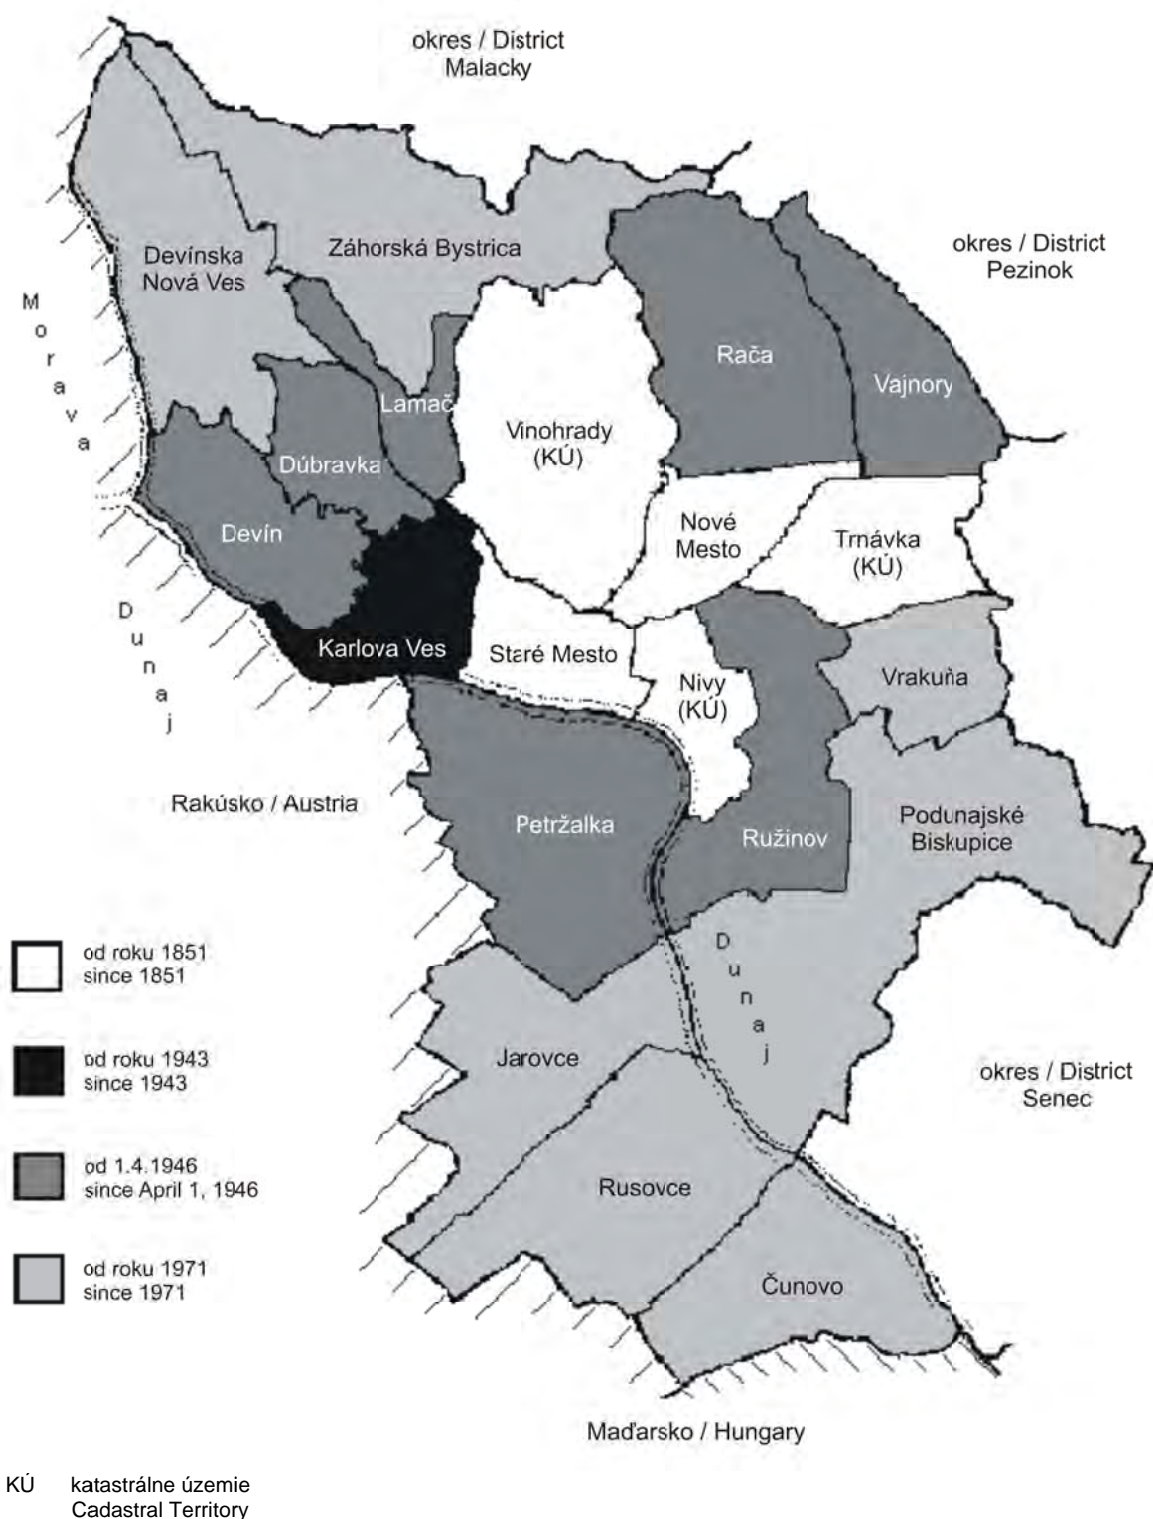 okres / District
Malacky
okres / District
Pezinok
Devínska
Nová Ves
Záhorská Bystrica
Morava
Rača
Vajnory
Lamač
Vinohrady
(KÚ)
Dúbravka
Devín
Nové
Mesto
Trnávka
(KÚ)
Dunaj
Karlova Ves
Staré Mesto
Nivy
(KÚ)
Vrakuňa
Rakúsko / Austria
Petržalka
Ružinov
Podunajské
Biskupice
Dunaj
od roku 1851
since 1851
od roku 1943
since 1943
od 1.4.1946
since April 1, 1946
od roku 1971
since 1971
Jarovce
okres / District
Senec
Rusovce
Čunovo
Maďarsko / Hungary
KÚ katastrálne územie
Cadastral Territory